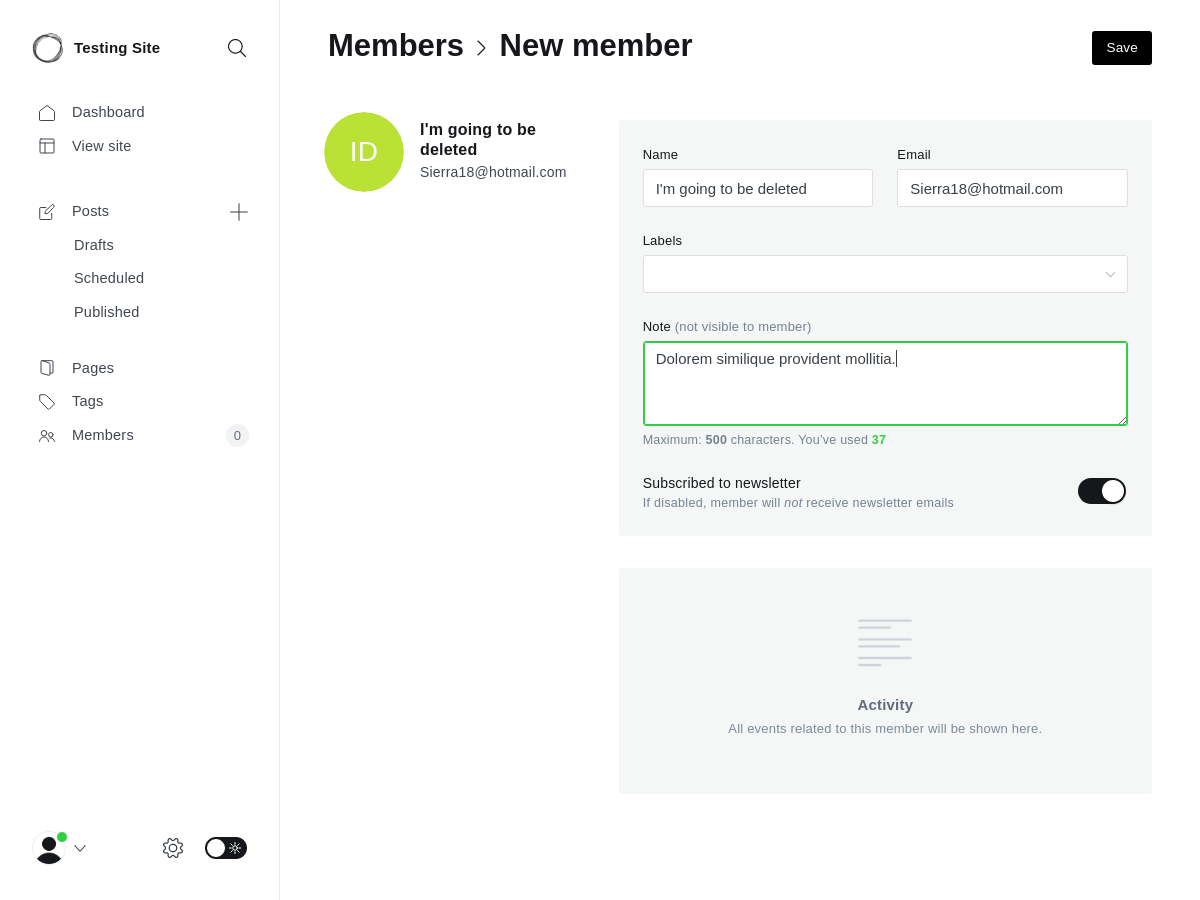 Testing Site
Dashboard
View site
Posts
Drafts
Scheduled
Published
Pages
Tags
Members 0
Members > New member
Save
ID
I'm going to be
deleted
Sierra18@hotmail.com
Name
I'm going to be deleted
Email
Sierra18@hotmail.com
Labels
Note (not visible to member)
Dolorem similique provident mollitia.
Maximum: 500 characters. You've used 37
Subscribed to newsletter
If disabled, member will not receive newsletter emails
Activity
All events related to this member will be shown here.